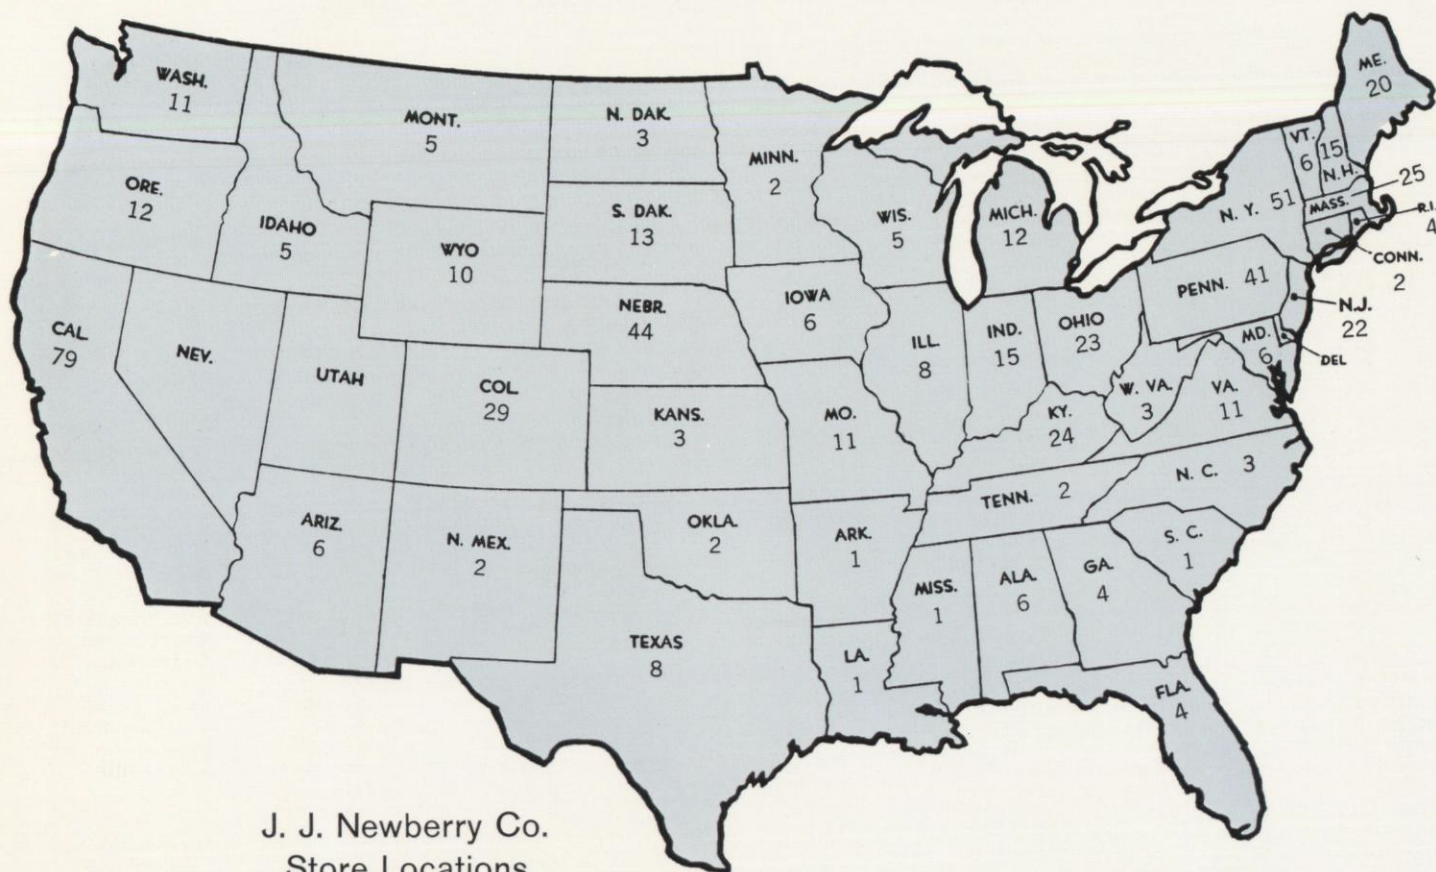 WASH.
11
ORE.
12
CAL.
79
NEV.
IDAHO
5
MONT.
5
WYO
10
UTAH
COL.
29
ARIZ.
6
N. MEX.
2
N. DAK.
3
S. DAK.
13
NEBR.
44
KANS.
3
OKLA.
2
TEXAS
8
MINN.
2
IOWA
6
MO.
11
ARK.
1
LA.
1
WIS.
5
ILL.
8
MICH.
12
IND.
15
OHIO
23
KY.
24
TENN. 2
MISS.
1
ALA.
6
GA.
4
FLA.
4
S. C.
1
N. C. 3
VA.
11
W. VA.
3
MD.
6
DEL
PENN. 41
N.J.
22
N. Y. 51
CONN.
2
R.I.
4
MASS.
25
VT.
6
15
N.H.
ME.
20
J. J. Newberry Co.
Store Locations